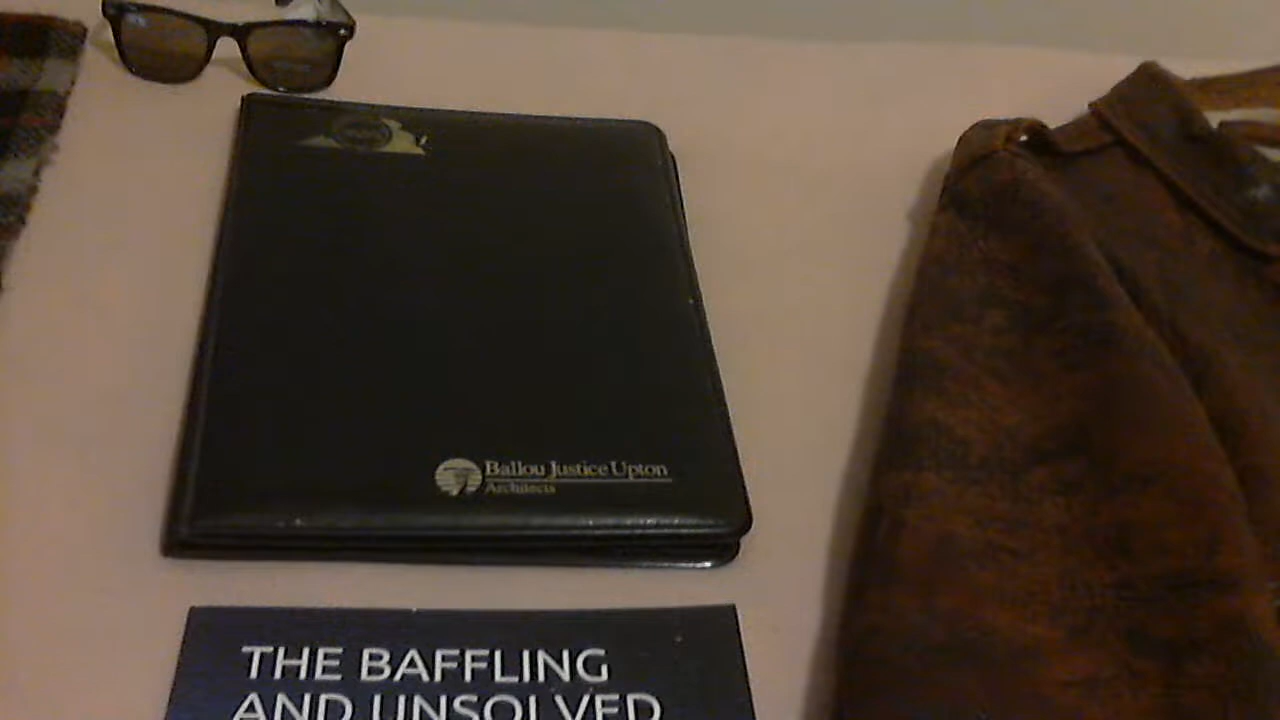 Ballou Justice Upton
Architects
THE BAFFLING
AND UNSOLVED